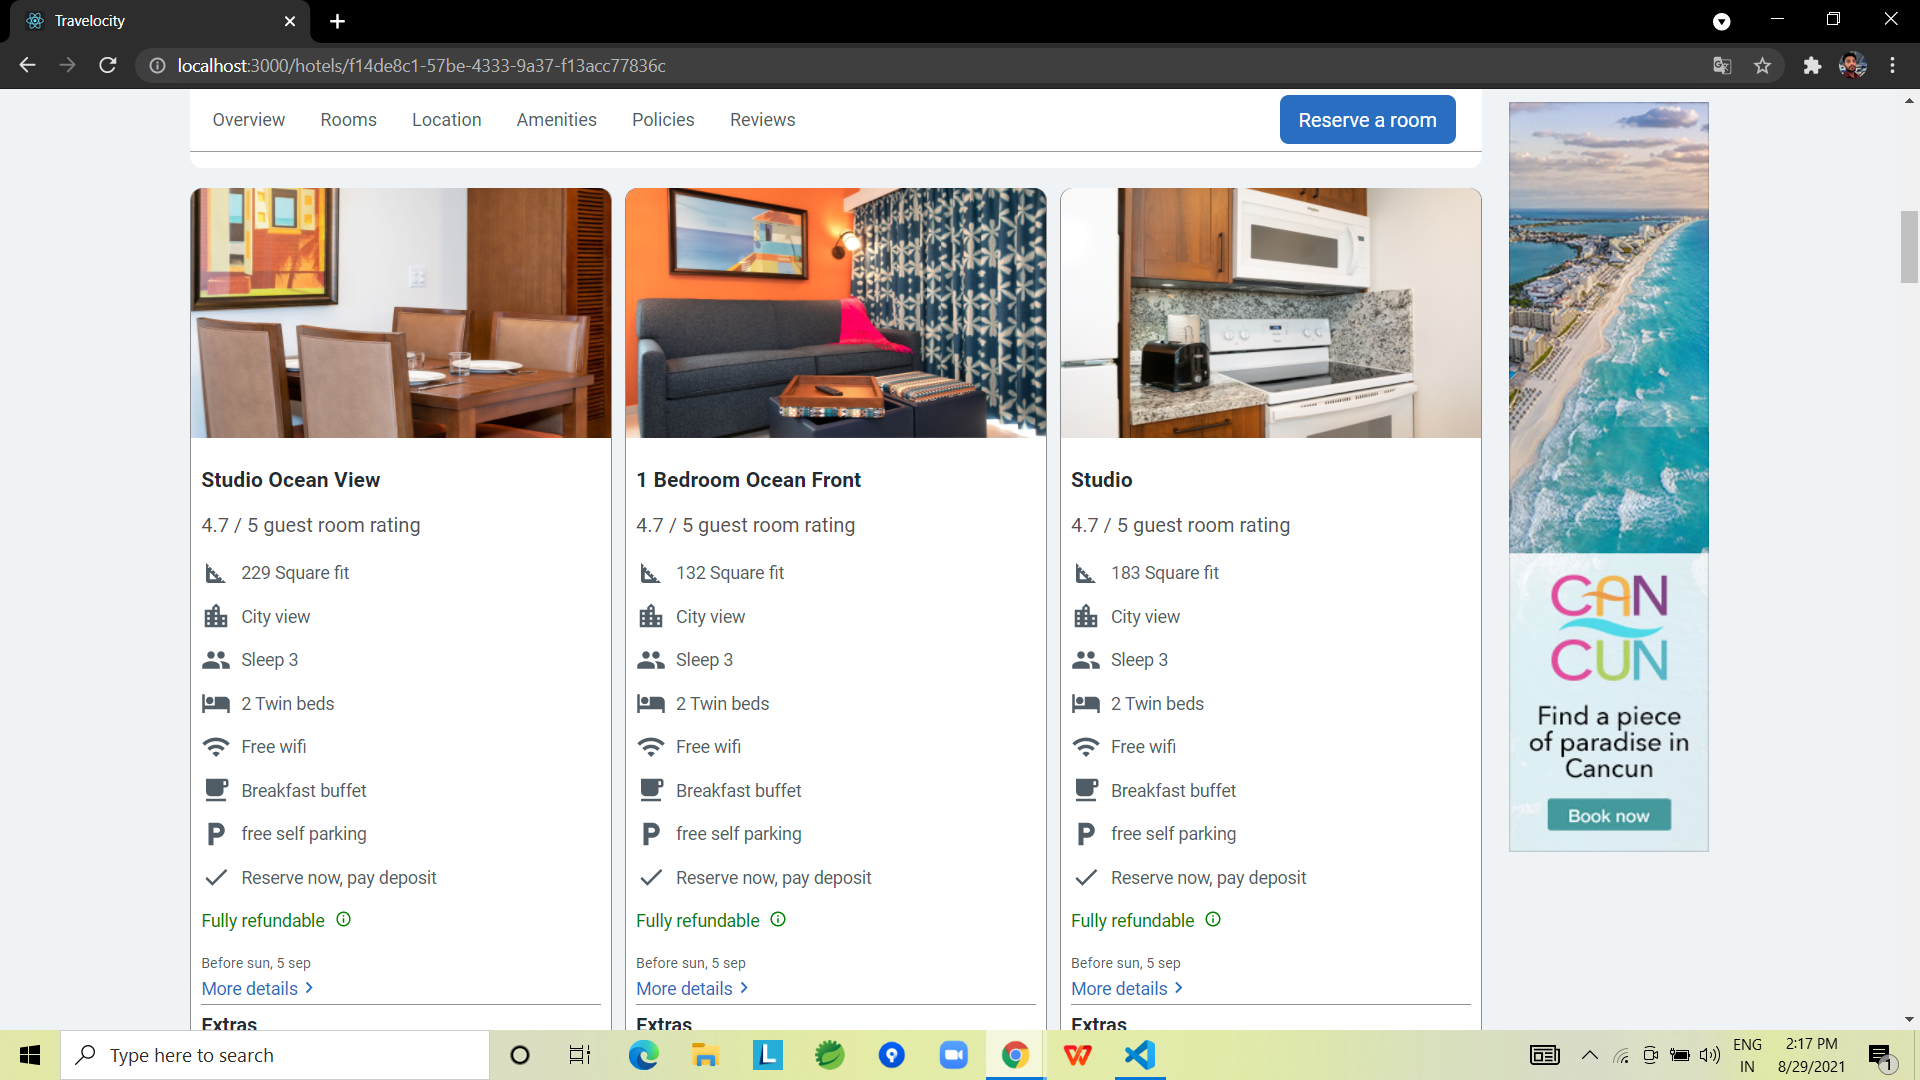 Travelocity
localhost:3000/hotels/f14de8c1-57be-4333-9a37-f13acc77836c
Overview Rooms Location Amenities Policies Reviews Reserve a room
Studio Ocean View
4.7 / 5 guest room rating
229 Square fit
City view
Sleep 3
2 Twin beds
Free wifi
Breakfast buffet
free self parking
Reserve now, pay deposit
Fully refundable
Before sun, 5 sep
More details
Extras
1 Bedroom Ocean Front
4.7 / 5 guest room rating
132 Square fit
City view
Sleep 3
2 Twin beds
Free wifi
Breakfast buffet
free self parking
Reserve now, pay deposit
Fully refundable
Before sun, 5 sep
More details
Extras
Studio
4.7 / 5 guest room rating
183 Square fit
City view
Sleep 3
2 Twin beds
Free wifi
Breakfast buffet
free self parking
Reserve now, pay deposit
Fully refundable
Before sun, 5 sep
More details
Extras
CAN
CUN
Find a piece
of paradise in
Cancun
Book now
Type here to search
L
ENG
IN
2:17 PM
8/29/2021
1